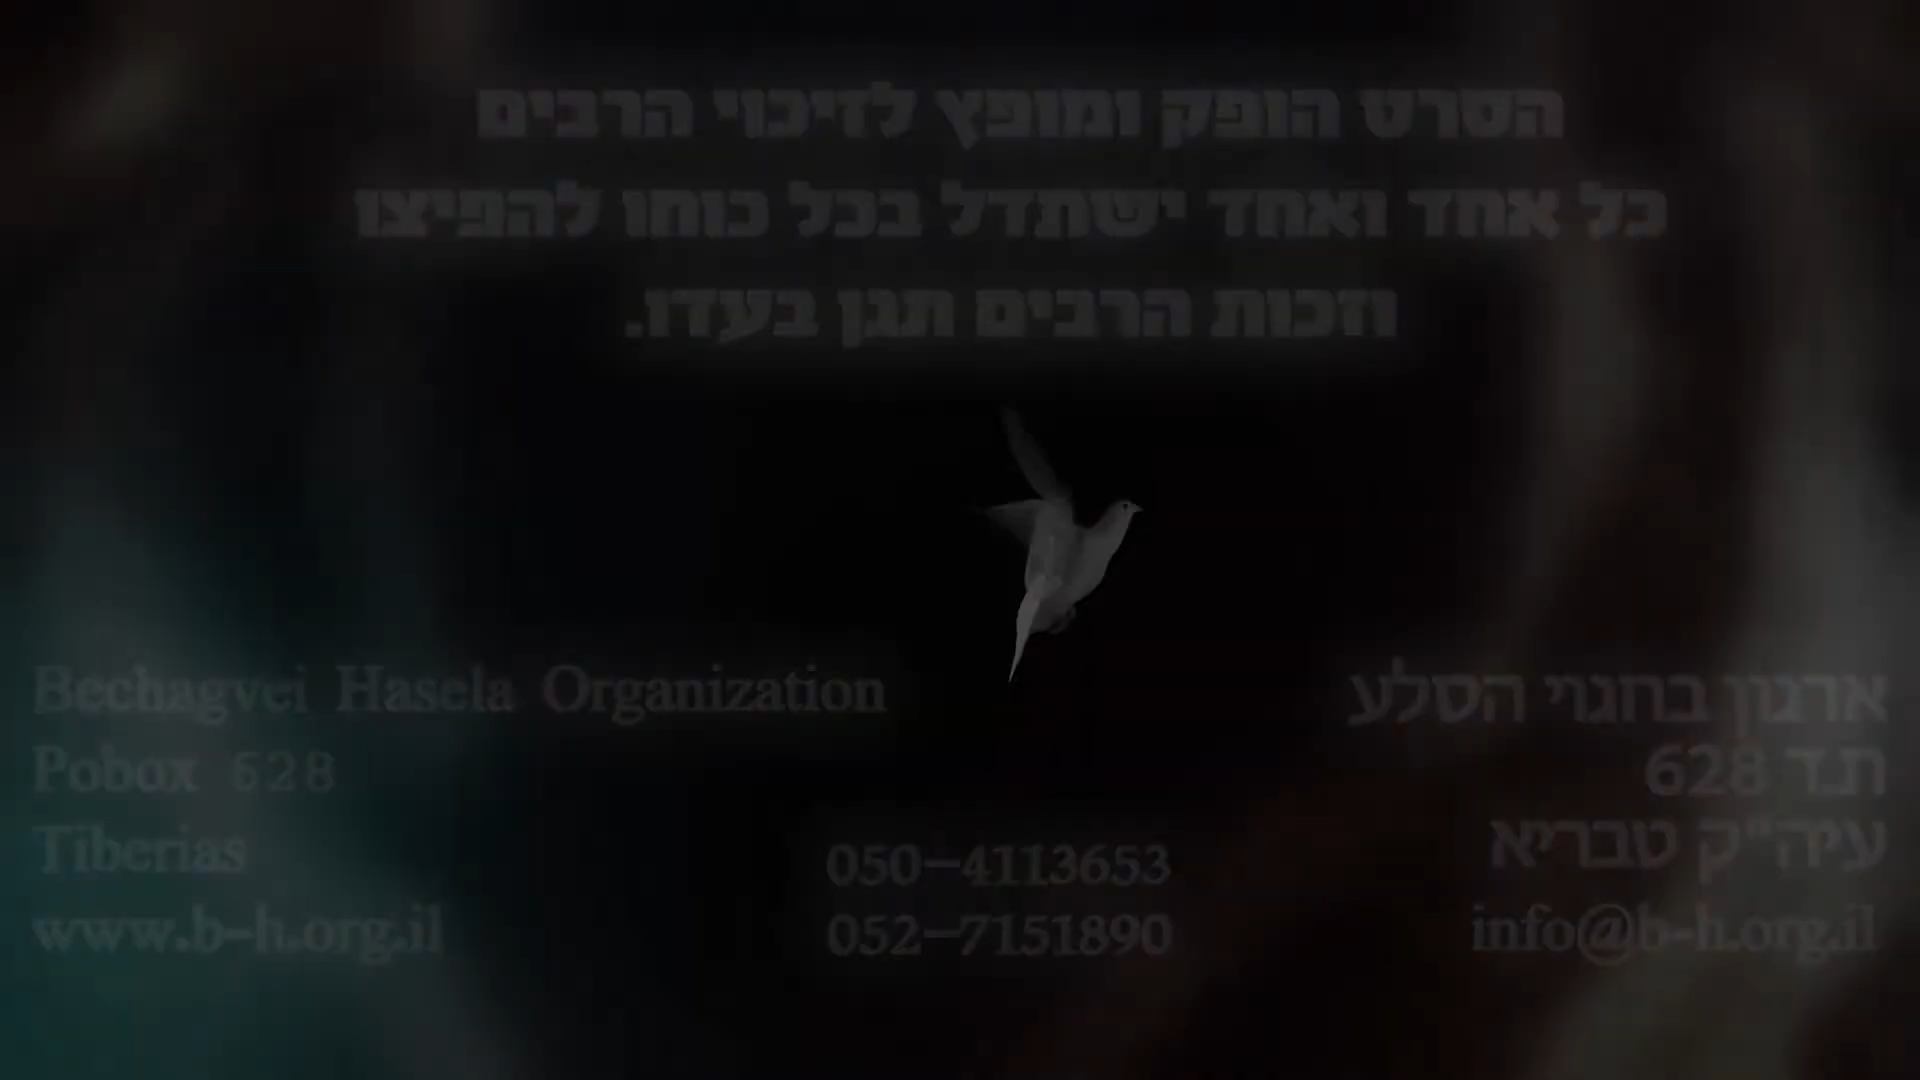 הסרט הופק ומופץ לזיכוי הרבים
כל אחד ואחד ישתדל בכל כוחו להפיצו
וזכות הרבים תגן בעדו.
Bechagvei Hasela Organization
Pobox 628
Tiberias
www.b-h.org.il
050-4113653
052-7151890
ארגון בחגוי הסלע
ת.ד 628
עיה"ק טבריא
info@b-h.org.il